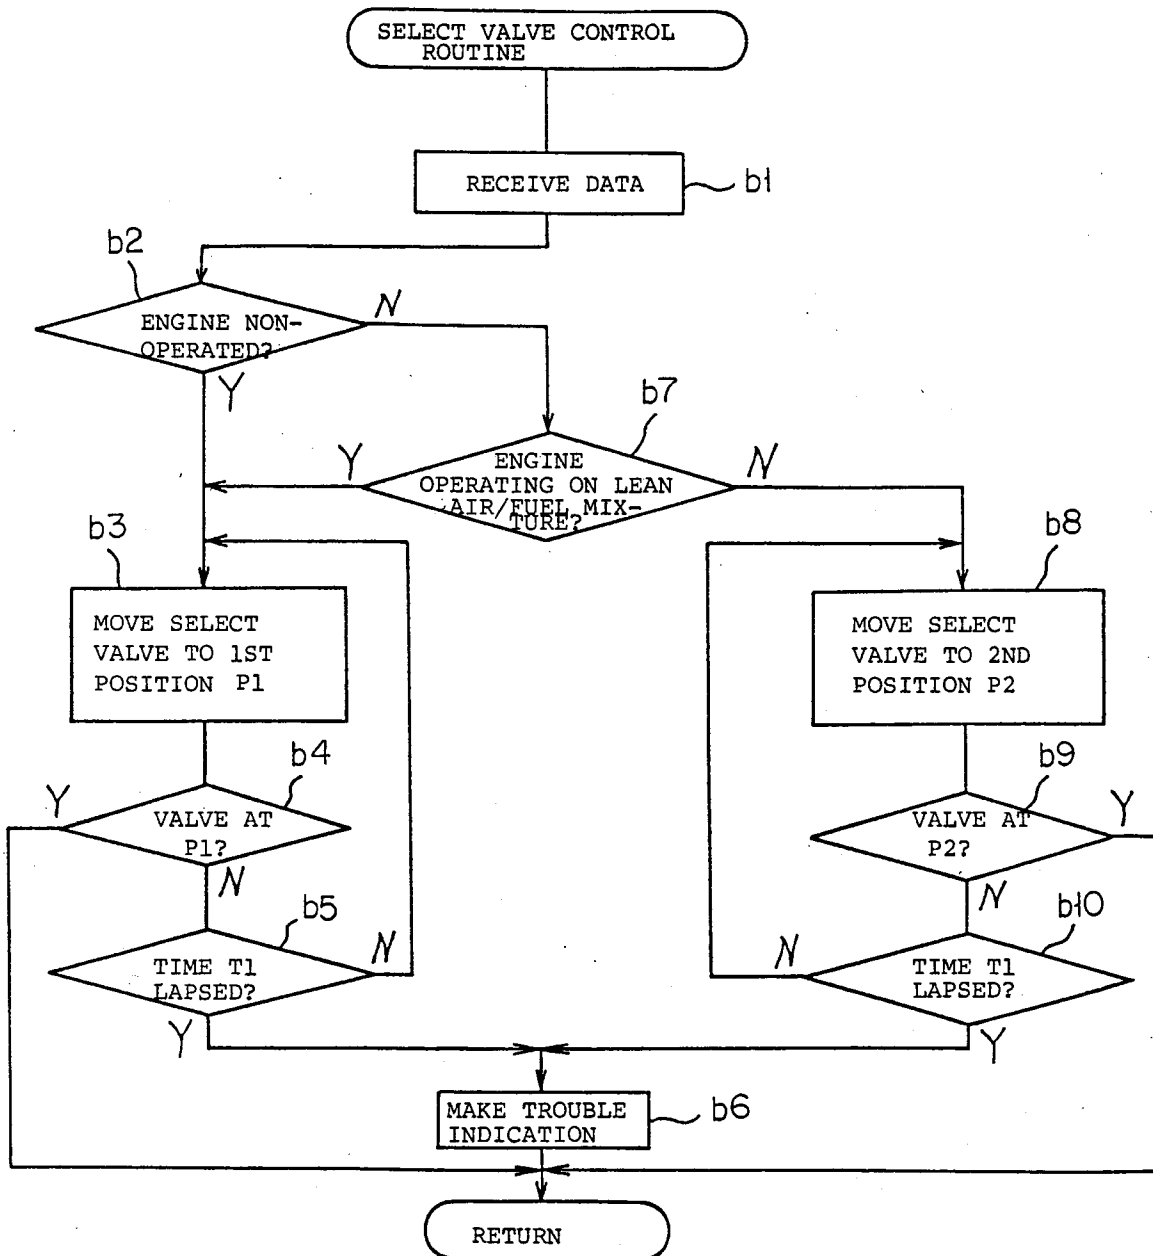 SELECT VALVE CONTROL
ROUTINE
RECEIVE DATA
b1
b2
ENGINE NON-
OPERATED?
N
Y
b7
ENGINE
OPERATING ON LEAN
AIR/FUEL MIX-
TURE?
Y
N
b3
MOVE SELECT
VALVE TO 1ST
POSITION P1
b8
MOVE SELECT
VALVE TO 2ND
POSITION P2
b4
VALVE AT
P1?
Y
N
b9
VALVE AT
P2?
Y
N
b5
TIME T1
LAPSED?
N
Y
b10
TIME T1
LAPSED?
N
Y
MAKE TROUBLE
INDICATION
b6
RETURN